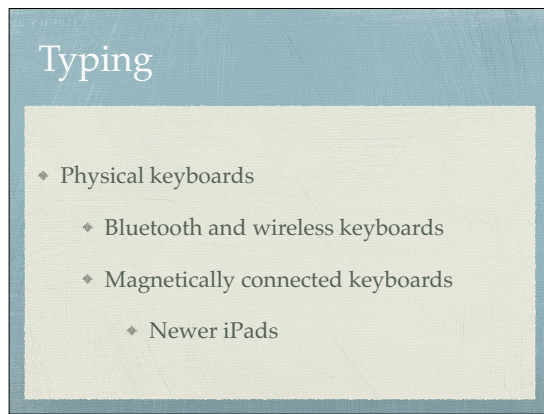 Typing
Physical keyboards
Bluetooth and wireless keyboards
Magnetically connected keyboards
Newer iPads